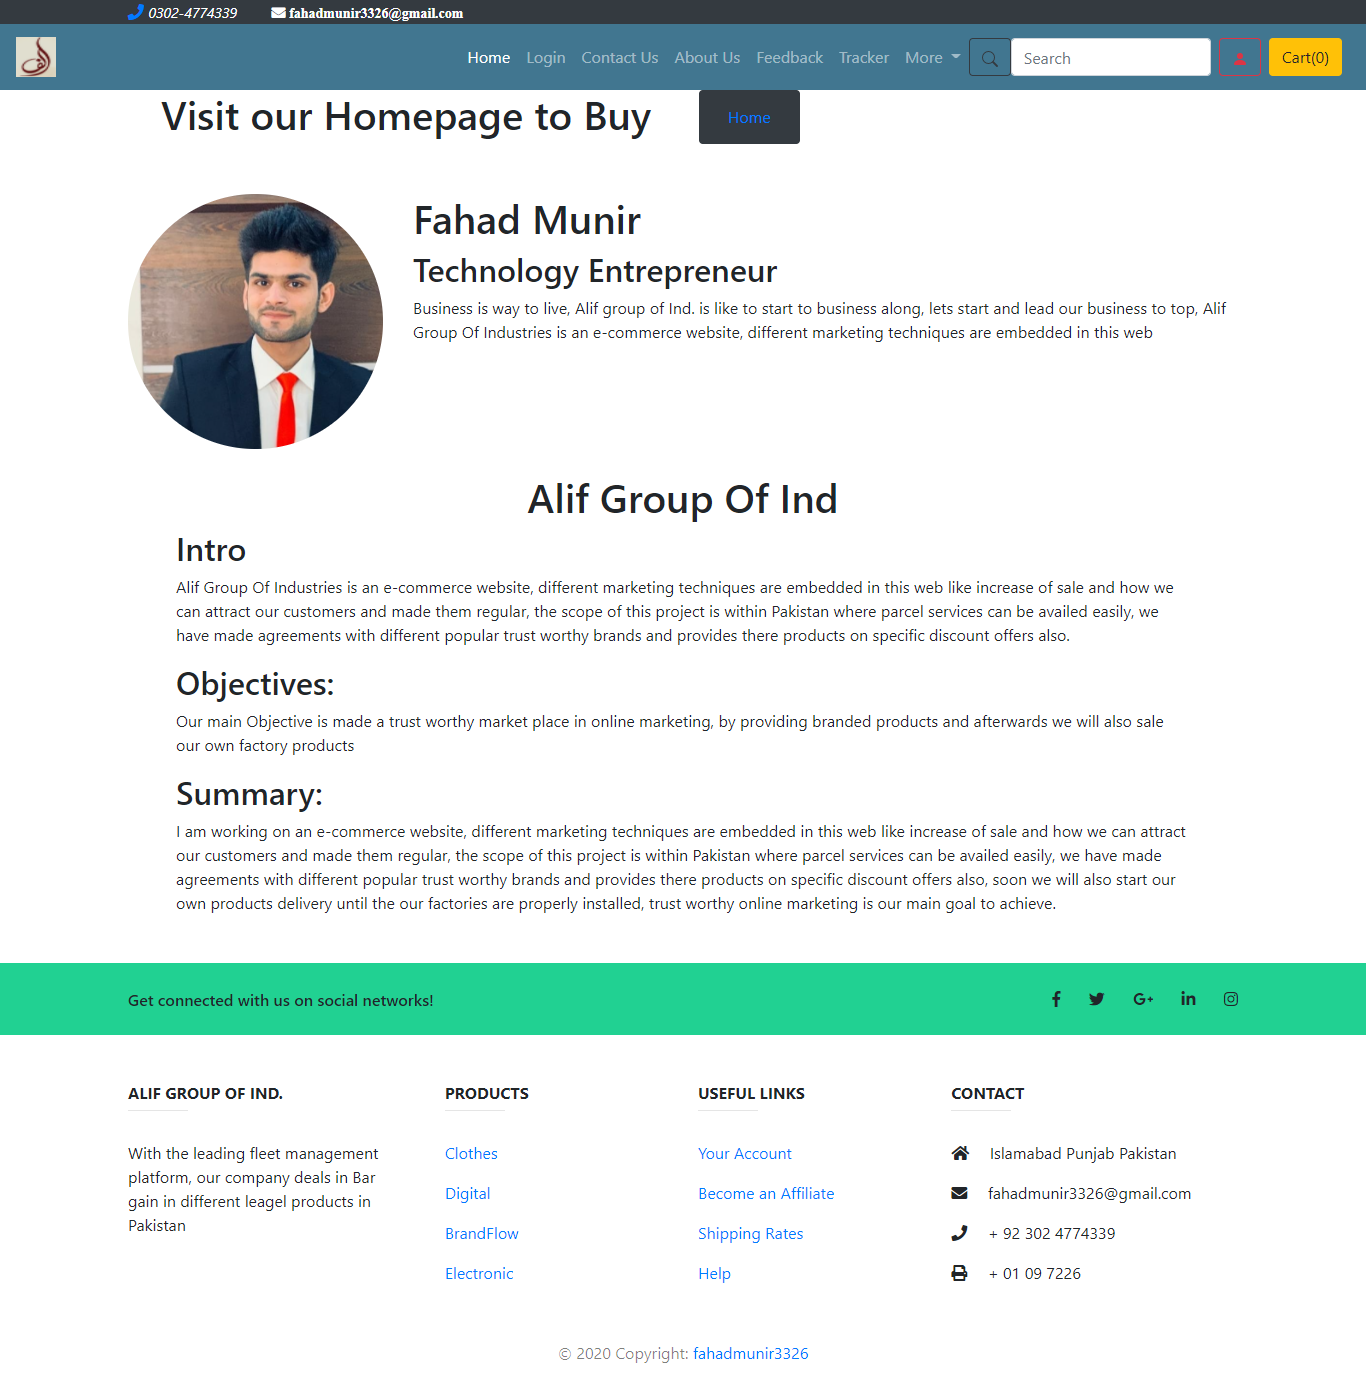 0302-4774339 fahadmunir3326@gmail.com
Home Login Contact Us About Us Feedback Tracker More Search Cart(0)
Visit our Homepage to Buy Home
Fahad Munir
Technology Entrepreneur
Business is way to live, Alif group of Ind. is like to start to business along, lets start and lead our business to top, Alif
Group Of Industries is an e-commerce website, different marketing techniques are embedded in this web
Alif Group Of Ind
Intro
Alif Group Of Industries is an e-commerce website, different marketing techniques are embedded in this web like increase of sale and how we
can attract our customers and made them regular, the scope of this project is within Pakistan where parcel services can be availed easily, we
have made agreements with different popular trust worthy brands and provides there products on specific discount offers also.
Objectives:
Our main Objective is made a trust worthy market place in online marketing, by providing branded products and afterwards we will also sale
our own factory products
Summary:
I am working on an e-commerce website, different marketing techniques are embedded in this web like increase of sale and how we can attract
our customers and made them regular, the scope of this project is within Pakistan where parcel services can be availed easily, we have made
agreements with different popular trust worthy brands and provides there products on specific discount offers also, soon we will also start our
own products delivery until the our factories are properly installed, trust worthy online marketing is our main goal to achieve.
Get connected with us on social networks!
ALIF GROUP OF IND.
With the leading fleet management
platform, our company deals in Bar
gain in different leagel products in
Pakistan
PRODUCTS
Clothes
Digital
BrandFlow
Electronic
USEFUL LINKS
Your Account
Become an Affiliate
Shipping Rates
Help
CONTACT
Islamabad Punjab Pakistan
fahadmunir3326@gmail.com
+ 92 302 4774339
+ 01 09 7226
© 2020 Copyright: fahadmunir3326